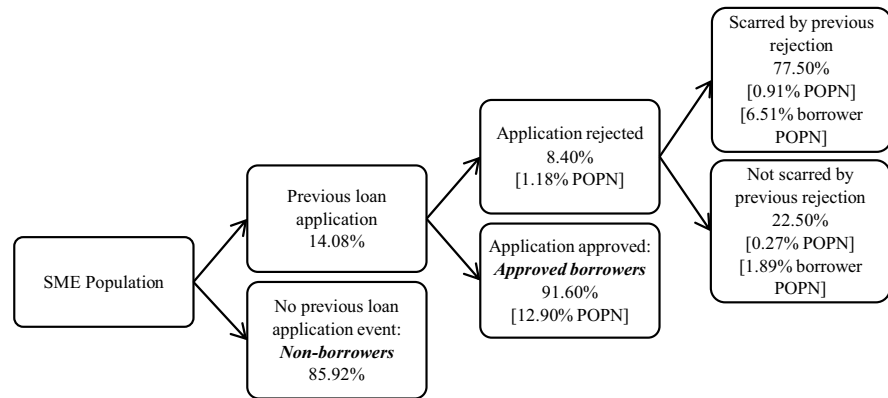 SME Population
Previous loan
application
14.08%
No previous loan
application event:
Non-borrowers
85.92%
Application rejected
8.40%
[1.18% POPN]
Application approved:
Approved borrowers
91.60%
[12.90% POPN]
Scarred by previous
rejection
77.50%
[0.91% POPN]
[6.51% borrower
POPN]
Not scarred by
previous rejection
22.50%
[0.27% POPN]
[1.89% borrower
POPN]